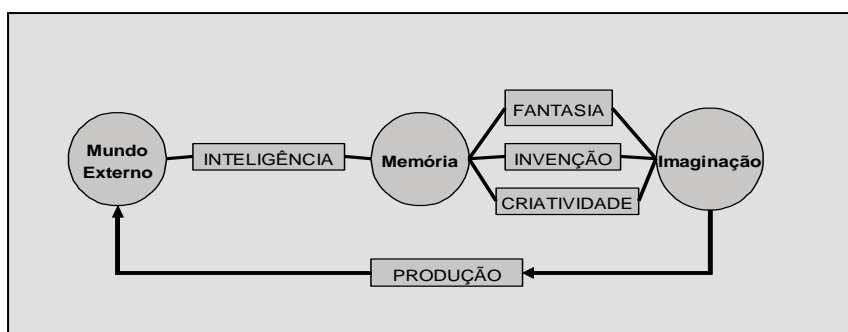 Mundo
Externo
INTELIGÊNCIA
Memória
FANTASIA
INVENÇÃO
CRIATIVIDADE
Imaginação
PRODUÇÃO